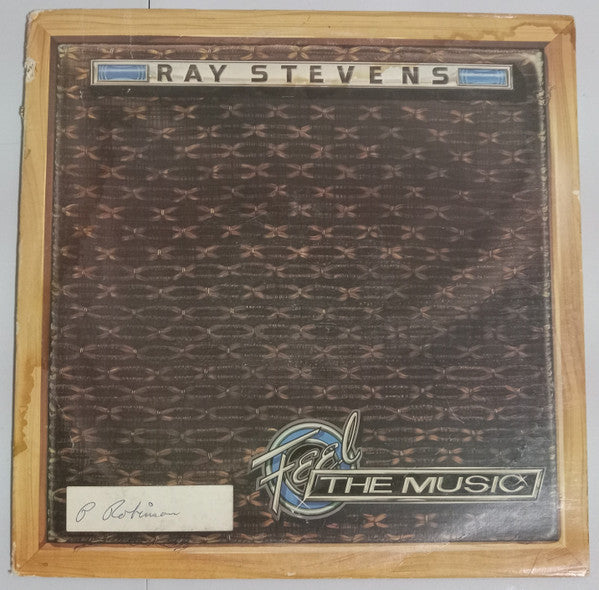 RAY STEVENS
Feel
THE MUSIC
P Robinson